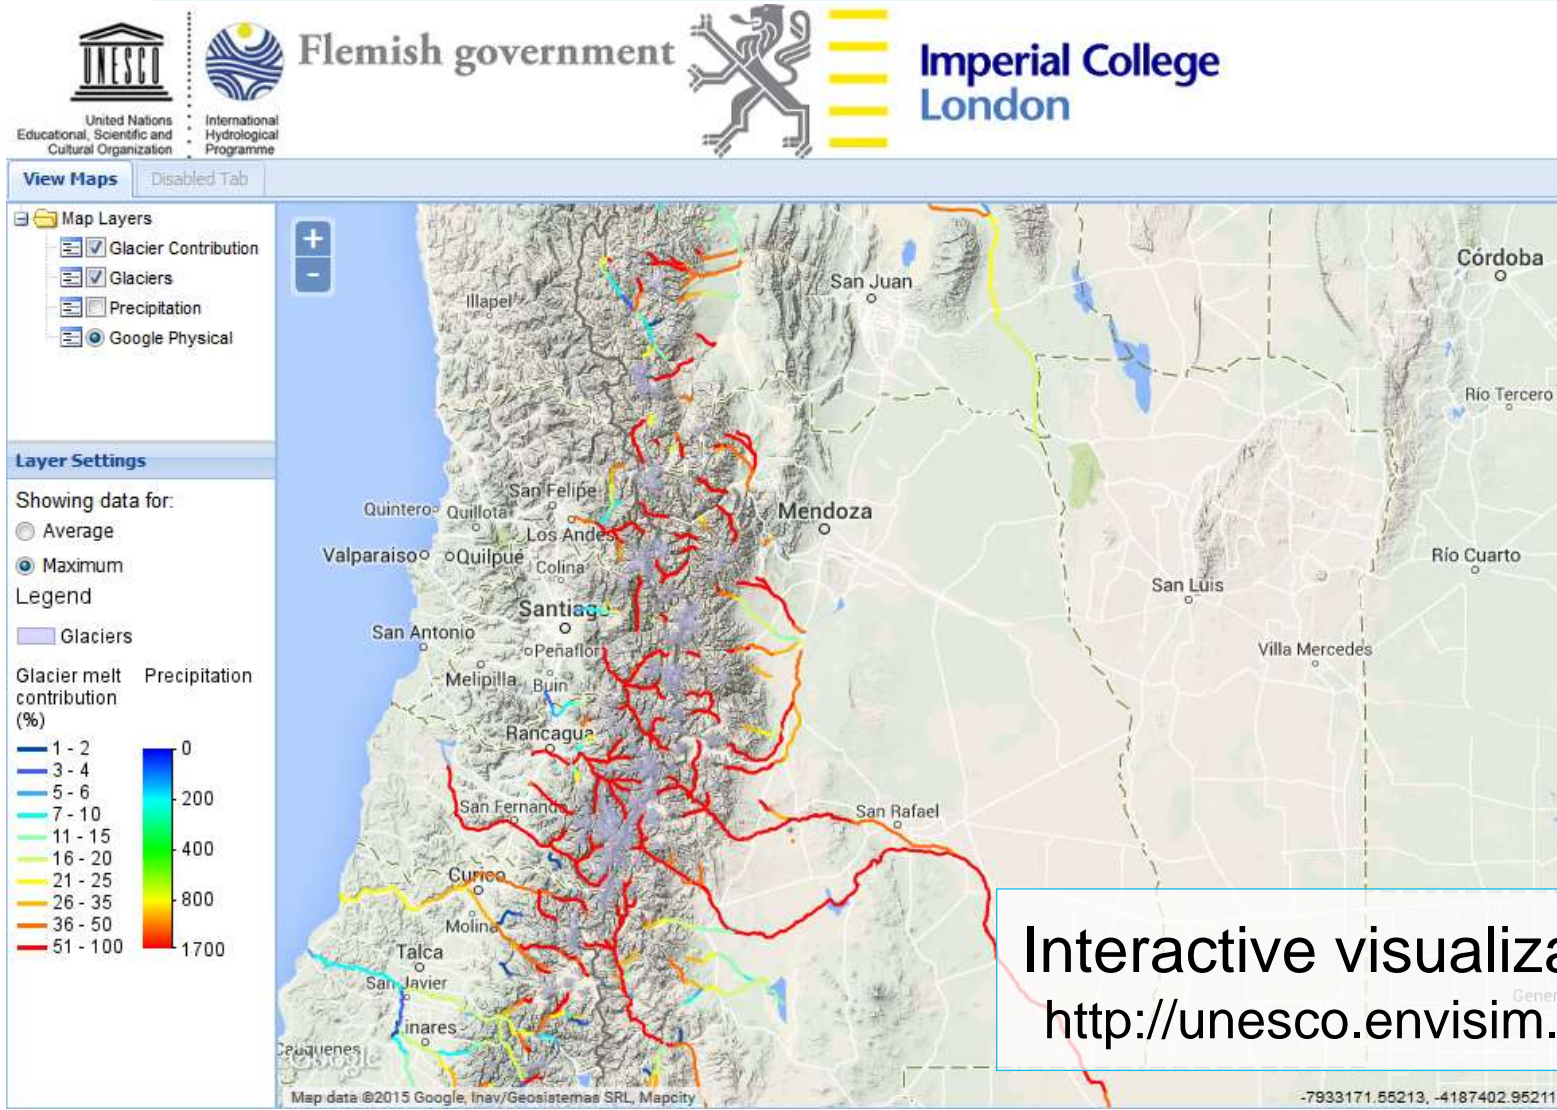 UNESCO
United Nations
Educational, Scientific and
Cultural Organization
International
Hydrological
Programme
Flemish government
Imperial College
London
View Maps
Disabled Tab
Map Layers
Glacier Contribution
Glaciers
Precipitation
Google Physical
Layer Settings
Showing data for:
Average
Maximum
Legend
Glaciers
Glacier melt
contribution
(%)
1 - 2
3 - 4
5 - 6
7 - 10
11 - 15
16 - 20
21 - 25
26 - 35
36 - 50
51 - 100
Precipitation
0
200
400
800
1700
+
-
Illapel
San Juan
Córdoba
Río Tercero
San Felipe
Quintero
Quillota
Mendoza
Los Andes
Valparaiso
Quilpué
Colina
Río Cuarto
San Luis
Santiago
San Antonio
Peñaflor
Villa Mercedes
Melipilla
Buin
Rancagua
San Fernando
San Rafael
Curico
Molina
Talca
San Javier
inares
Cauquenes
Google
Interactive visualiza
Gener
http://unesco.envisim.
Map data ©2015 Google, Inav/Geosistemas SRL, Mapcity
-7933171.55213, -4187402.95211